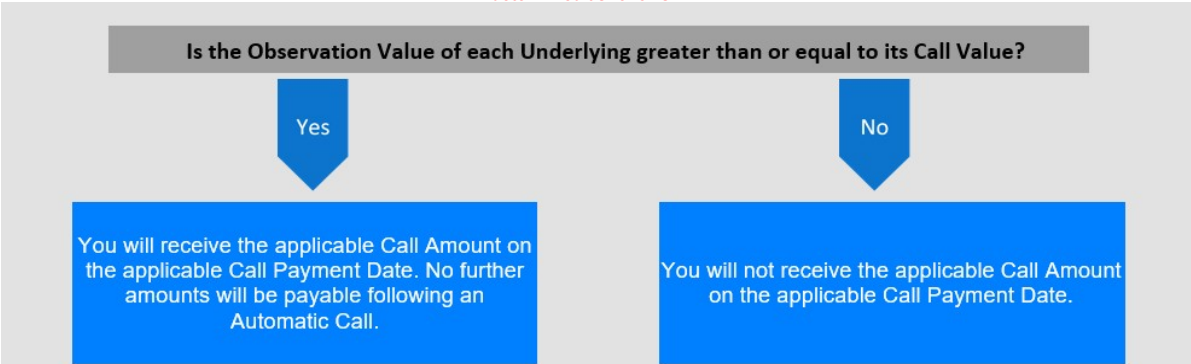 Is the Observation Value of each Underlying greater than or equal to its Call Value?
Yes
No
You will receive the applicable Call Amount on
the applicable Call Payment Date. No further
amounts will be payable following an
Automatic Call.
You will not receive the applicable Call Amount
on the applicable Call Payment Date.